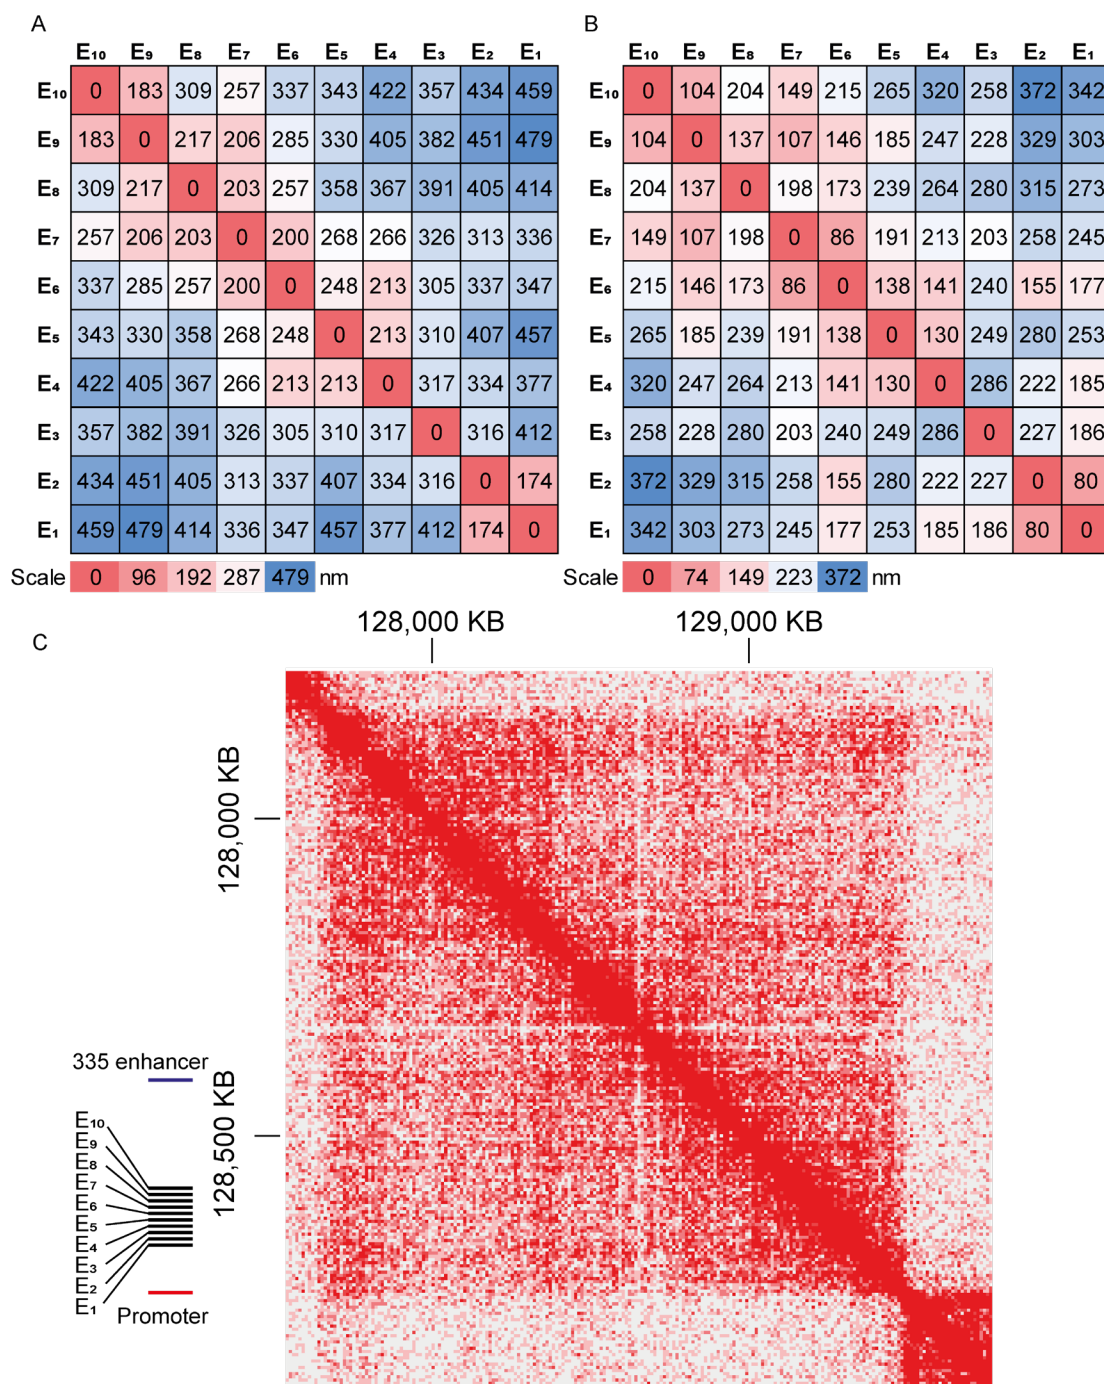 A
E₁₀ E₉ E₈ E₇ E₆ E₅ E₄ E₃ E₂ E₁
E₁₀ 0 183 309 257 337 343 422 357 434 459
E₉ 183 0 217 206 285 330 405 382 451 479
E₈ 309 217 0 203 257 358 367 391 405 414
E₇ 257 206 203 0 200 268 266 326 313 336
E₆ 337 285 257 200 0 248 213 305 337 347
E₅ 343 330 358 268 248 0 213 310 407 457
E₄ 422 405 367 266 213 213 0 317 334 377
E₃ 357 382 391 326 305 310 317 0 316 412
E₂ 434 451 405 313 337 407 334 316 0 174
E₁ 459 479 414 336 347 457 377 412 174 0
Scale 0 96 192 287 479 nm
B
E₁₀ E₉ E₈ E₇ E₆ E₅ E₄ E₃ E₂ E₁
E₁₀ 0 104 204 149 215 265 320 258 372 342
E₉ 104 0 137 107 146 185 247 228 329 303
E₈ 204 137 0 198 173 239 264 280 315 273
E₇ 149 107 198 0 86 191 213 203 258 245
E₆ 215 146 173 86 0 138 141 240 155 177
E₅ 265 185 239 191 138 0 130 249 280 253
E₄ 320 247 264 213 141 130 0 286 222 185
E₃ 258 228 280 203 240 249 286 0 227 186
E₂ 372 329 315 258 155 280 222 227 0 80
E₁ 342 303 273 245 177 253 185 186 80 0
Scale 0 74 149 223 372 nm
C
128,000 KB 129,000 KB
128,000 KB
128,500 KB
335 enhancer
E₁₀
E₉
E₈
E₇
E₆
E₅
E₄
E₃
E₂
E₁
Promoter